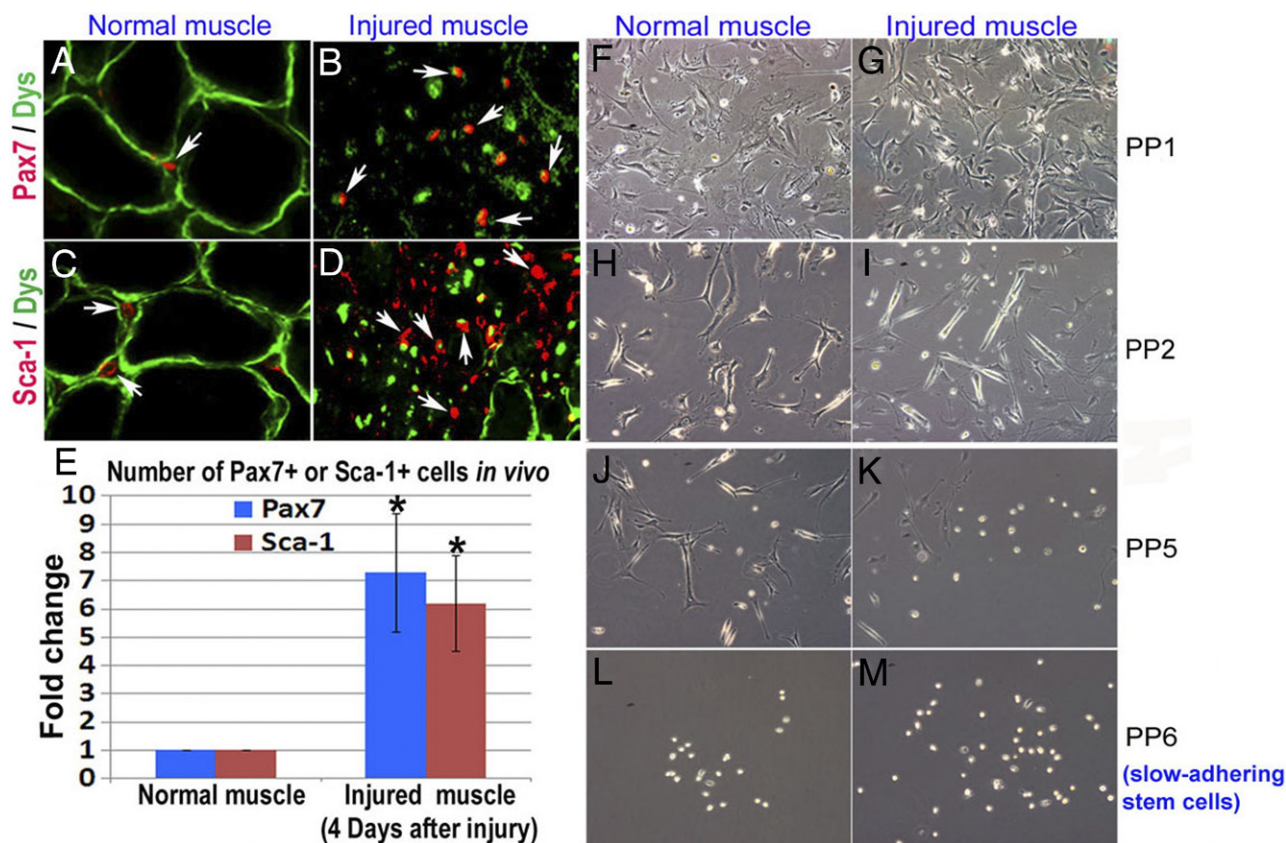 Normal muscle
Injured muscle
Normal muscle
Injured muscle
A
B
F
G
Pax7 / Dys
PP1
C
D
H
I
Sca-1 / Dys
PP2
E
Number of Pax7+ or Sca-1+ cells in vivo
10
9
8
7
6
5
4
3
2
1
0
Fold change
Pax7
Sca-1
*
*
Normal muscle
Injured muscle
(4 Days after injury)
J
K
PP5
L
M
PP6
(slow-adhering
stem cells)